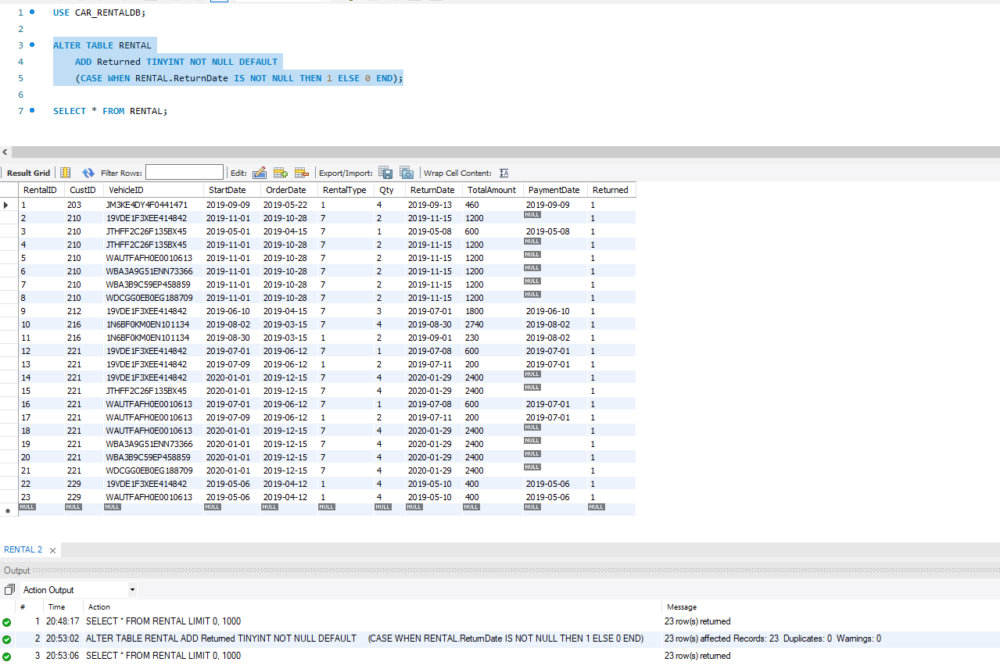 1 USE CAR_RENTALDB;
2
3 ALTER TABLE RENTAL
4 ADD Returned TINYINT NOT NULL DEFAULT
5 (CASE WHEN RENTAL.ReturnDate IS NOT NULL THEN 1 ELSE 0 END);
6
7 SELECT * FROM RENTAL;
Result Grid Filter Rows: Edit: Export/Import: Wrap Cell Content: IA
RentalID CustID VehicleID StartDate OrderDate RentalType Qty ReturnDate TotalAmount PaymentDate Returned
1 203 JM3KE4DY4F0441471 2019-09-09 2019-05-22 1 4 2019-09-13 460 2019-09-09 1
2 210 19VDE1F3XEE414842 2019-11-01 2019-10-28 7 2 2019-11-15 1200 NULL 1
3 210 JTHFF2C26F135BX45 2019-05-01 2019-04-15 7 1 2019-05-08 600 2019-05-08 1
4 210 JTHFF2C26F135BX45 2019-11-01 2019-10-28 7 2 2019-11-15 1200 NULL 1
5 210 WAUTFAFH0E0010613 2019-11-01 2019-10-28 7 2 2019-11-15 1200 NULL 1
6 210 WBA3A9G51ENN73366 2019-11-01 2019-10-28 7 2 2019-11-15 1200 NULL 1
7 210 WBA3B9C59EP458859 2019-11-01 2019-10-28 7 2 2019-11-15 1200 NULL 1
8 210 WDCGG0EB0EG188709 2019-11-01 2019-10-28 7 2 2019-11-15 1200 NULL 1
9 212 19VDE1F3XEE414842 2019-06-10 2019-04-15 7 3 2019-07-01 1800 2019-06-10 1
10 216 1N6BF0KM0EN101134 2019-08-02 2019-03-15 7 4 2019-08-30 2740 2019-08-02 1
11 216 1N6BF0KM0EN101134 2019-08-30 2019-03-15 1 2 2019-09-01 230 2019-08-02 1
12 221 19VDE1F3XEE414842 2019-07-01 2019-06-12 7 1 2019-07-08 600 2019-07-01 1
13 221 19VDE1F3XEE414842 2019-07-09 2019-06-12 1 2 2019-07-11 200 2019-07-01 1
14 221 19VDE1F3XEE414842 2020-01-01 2019-12-15 7 4 2020-01-29 2400 NULL 1
15 221 JTHFF2C26F135BX45 2020-01-01 2019-12-15 7 4 2020-01-29 2400 NULL 1
16 221 WAUTFAFH0E0010613 2019-07-01 2019-06-12 7 1 2019-07-08 600 2019-07-01 1
17 221 WAUTFAFH0E0010613 2019-07-09 2019-06-12 1 2 2019-07-11 200 2019-07-01 1
18 221 WAUTFAFH0E0010613 2020-01-01 2019-12-15 7 4 2020-01-29 2400 NULL 1
19 221 WBA3A9G51ENN73366 2020-01-01 2019-12-15 7 4 2020-01-29 2400 NULL 1
20 221 WBA3B9C59EP458859 2020-01-01 2019-12-15 7 4 2020-01-29 2400 NULL 1
21 221 WDCGG0EB0EG188709 2020-01-01 2019-12-15 7 4 2020-01-29 2400 NULL 1
22 229 19VDE1F3XEE414842 2019-05-06 2019-04-12 1 4 2019-05-10 400 2019-05-06 1
23 229 WAUTFAFH0E0010613 2019-05-06 2019-04-12 1 4 2019-05-10 400 2019-05-06 1
NULL NULL NULL NULL NULL NULL NULL NULL NULL NULL NULL
RENTAL 2
Output
Action Output
# Time Action Message
1 20:48:17 SELECT * FROM RENTAL LIMIT 0, 1000 23 row(s) returned
2 20:53:02 ALTER TABLE RENTAL ADD Returned TINYINT NOT NULL DEFAULT (CASE WHEN RENTAL.ReturnDate IS NOT NULL THEN 1 ELSE 0 END) 23 row(s) affected Records: 23 Duplicates: 0 Warnings: 0
3 20:53:06 SELECT * FROM RENTAL LIMIT 0, 1000 23 row(s) returned